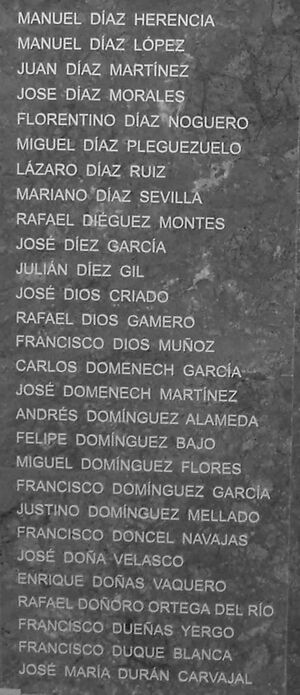 MANUEL DÍAZ HERENCIA
MANUEL DÍAZ LÓPEZ
JUAN DÍAZ MARTÍNEZ
JOSE DÍAZ MORALES
FLORENTINO DÍAZ NOGUERO
MIGUEL DÍAZ PLEGUEZUELO
LÁZARO DÍAZ RUIZ
MARIANO DÍAZ SEVILLA
RAFAEL DIÉGUEZ MONTES
JOSÉ DÍEZ GARCÍA
JULIÁN DÍEZ GIL
JOSÉ DIOS CRIADO
RAFAEL DIOS GAMERO
FRANCISCO DIOS MUÑOZ
CARLOS DOMENECH GARCÍA
JOSÉ DOMENECH MARTÍNEZ
ANDRÉS DOMÍNGUEZ ALAMEDA
FELIPE DOMÍNGUEZ BAJO
MIGUEL DOMÍNGUEZ FLORES
FRANCISCO DOMÍNGUEZ GARCÍA
JUSTINO DOMÍNGUEZ MELLADO
FRANCISCO DONCEL NAVAJAS
JOSÉ DOÑA VELASCO
ENRIQUE DOÑAS VAQUERO
RAFAEL DOÑORO ORTEGA DEL RÍO
FRANCISCO DUEÑAS YERGO
FRANCISCO DUQUE BLANCA
JOSÉ MARÍA DURÁN CARVAJAL